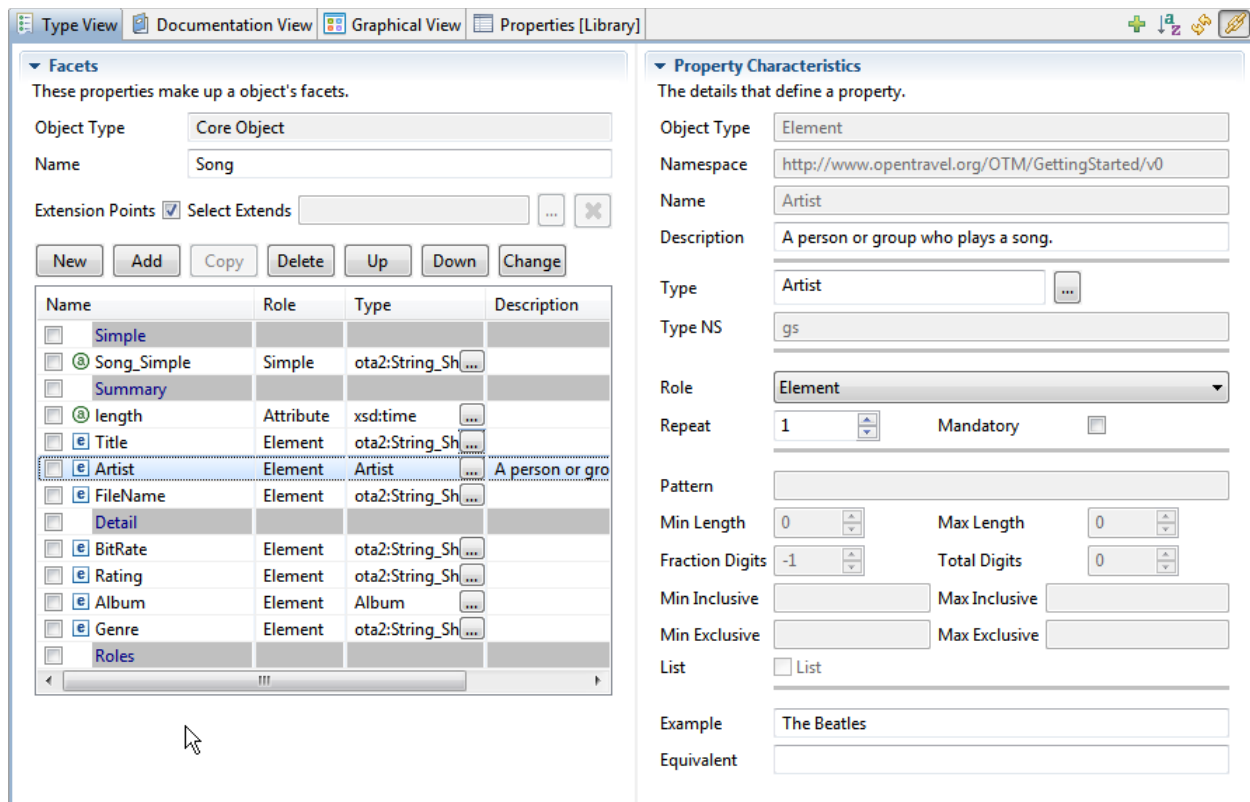 Type View Documentation View Graphical View Properties [Library]
Facets
These properties make up a object's facets.
Object Type Core Object
Name Song
Extension Points Select Extends ...
New Add Copy Delete Up Down Change
Name Role Type Description
Simple
Song_Simple Simple ota2:String_Sh ...
Summary
length Attribute xsd:time ...
Title Element ota2:String_Sh ...
Artist Element Artist ... A person or gro
FileName Element ota2:String_Sh ...
Detail
BitRate Element ota2:String_Sh ...
Rating Element ota2:String_Sh ...
Album Element Album ...
Genre Element ota2:String_Sh ...
Roles
Property Characteristics
The details that define a property.
Object Type Element
Namespace http://www.opentravel.org/OTM/GettingStarted/v0
Name Artist
Description A person or group who plays a song.
Type Artist ...
Type NS gs
Role Element
Repeat 1 Mandatory
Pattern
Min Length 0 Max Length 0
Fraction Digits -1 Total Digits 0
Min Inclusive Max Inclusive
Min Exclusive Max Exclusive
List List
Example The Beatles
Equivalent